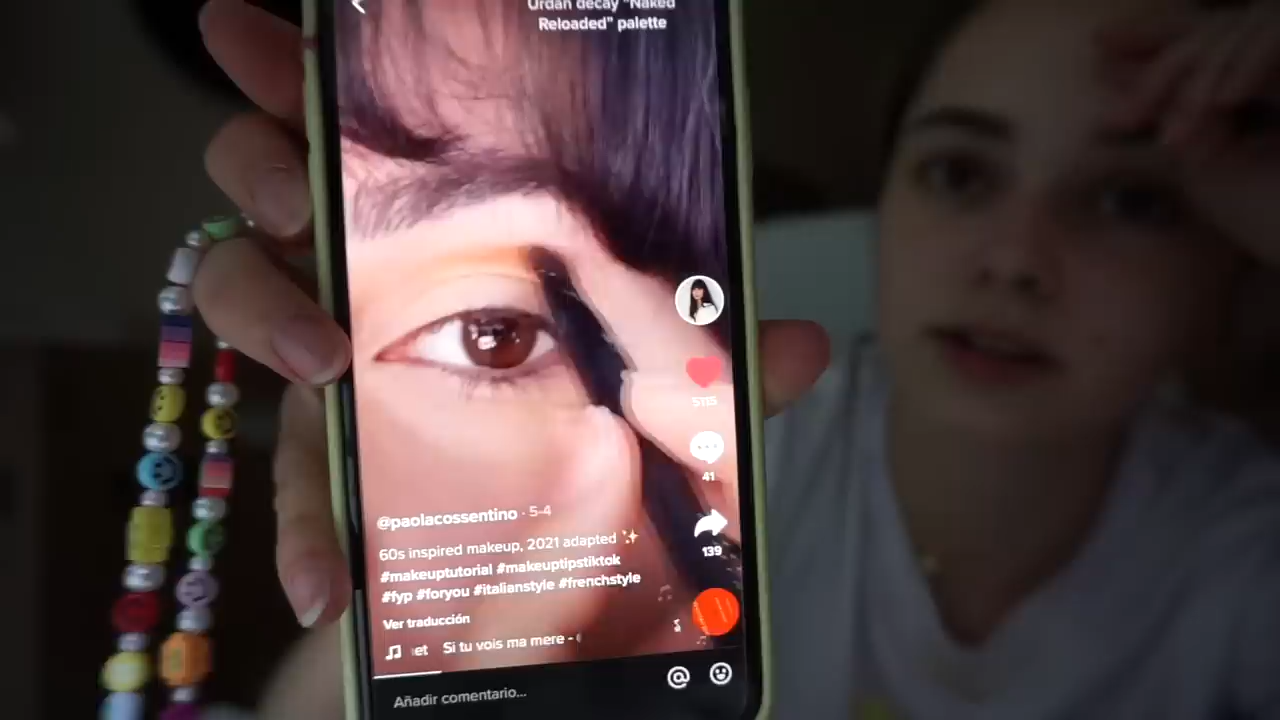 Urban decay "Naked
Reloaded" palette
5115
41
139
@paolacossentino · 5-4
60s inspired makeup, 2021 adapted ✨
#makeuptutorial #makeuptipstiktok
#fyp #foryou #italianstyle #frenchstyle
Ver traducción
et Si tu vois ma mere -
Añadir comentario...